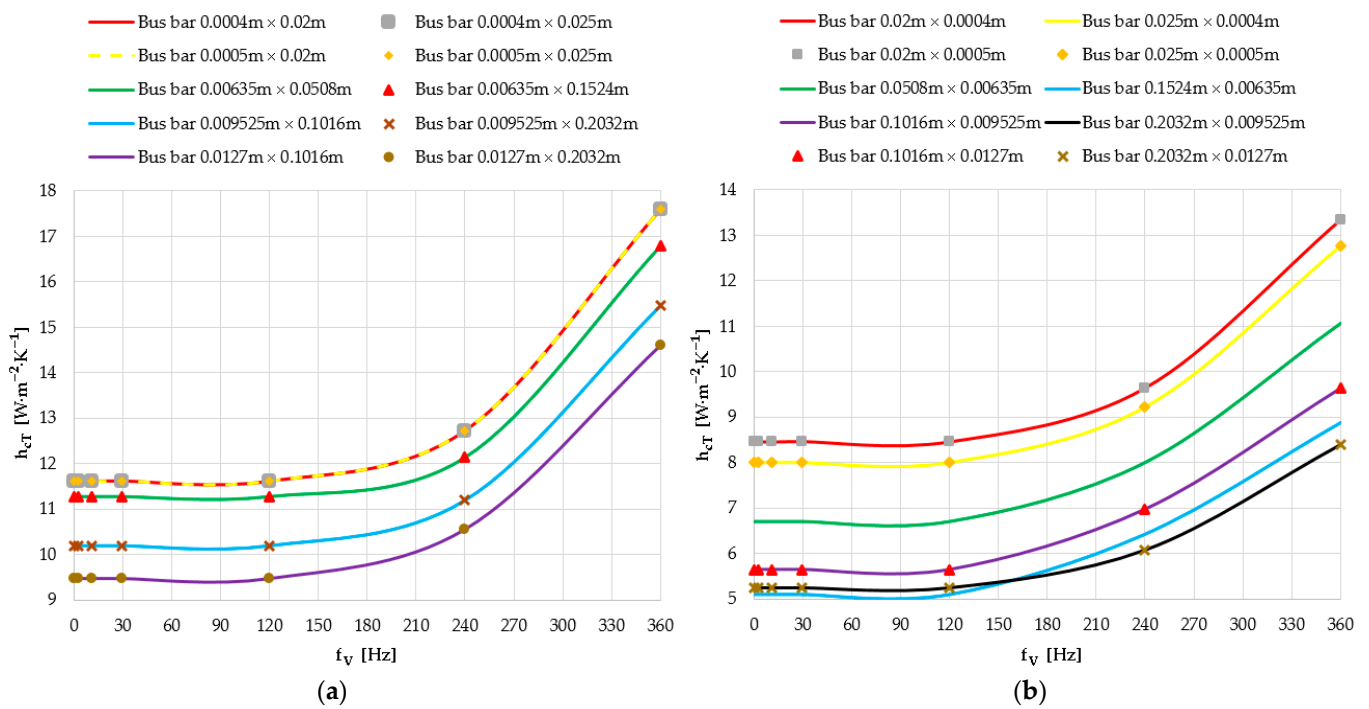 Bus bar 0.0004m × 0.02m
Bus bar 0.0004m × 0.025m
Bus bar 0.0005m × 0.02m
Bus bar 0.0005m × 0.025m
Bus bar 0.00635m × 0.0508m
Bus bar 0.00635m × 0.1524m
Bus bar 0.009525m × 0.1016m
Bus bar 0.009525m × 0.2032m
Bus bar 0.0127m × 0.1016m
Bus bar 0.0127m × 0.2032m
18
17
16
15
14
13
12
11
10
9
h_cT [W·m⁻²·K⁻¹]
0 30 60 90 120 150 180 210 240 270 300 330 360
f_V [Hz]
(a)
Bus bar 0.02m × 0.0004m
Bus bar 0.025m × 0.0004m
Bus bar 0.02m × 0.0005m
Bus bar 0.025m × 0.0005m
Bus bar 0.0508m × 0.00635m
Bus bar 0.1524m × 0.00635m
Bus bar 0.1016m × 0.009525m
Bus bar 0.2032m × 0.009525m
Bus bar 0.1016m × 0.0127m
Bus bar 0.2032m × 0.0127m
14
13
12
11
10
9
8
7
6
5
h_cT [W·m⁻²·K⁻¹]
0 30 60 90 120 150 180 210 240 270 300 330 360
f_V [Hz]
(b)